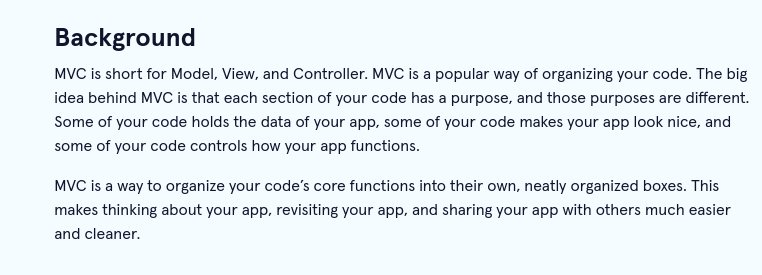 Background
MVC is short for Model, View, and Controller. MVC is a popular way of organizing your code. The big
idea behind MVC is that each section of your code has a purpose, and those purposes are different.
Some of your code holds the data of your app, some of your code makes your app look nice, and
some of your code controls how your app functions.
MVC is a way to organize your code’s core functions into their own, neatly organized boxes. This
makes thinking about your app, revisiting your app, and sharing your app with others much easier
and cleaner.